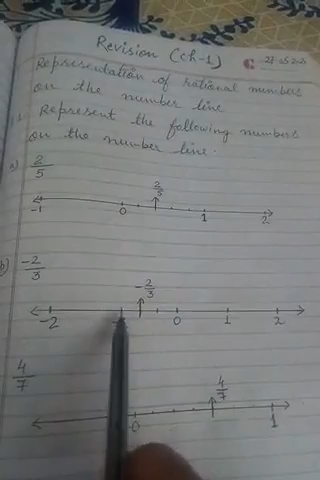 Revision (ch-1)
Representation of rational numbers
on the number line
1. Represent the following numbers
on the number line.
a) 2/5
2/5
-1 0 1 2
b) -2/3
-2/3
-2 0 1 2
4/7
4/7
0 1